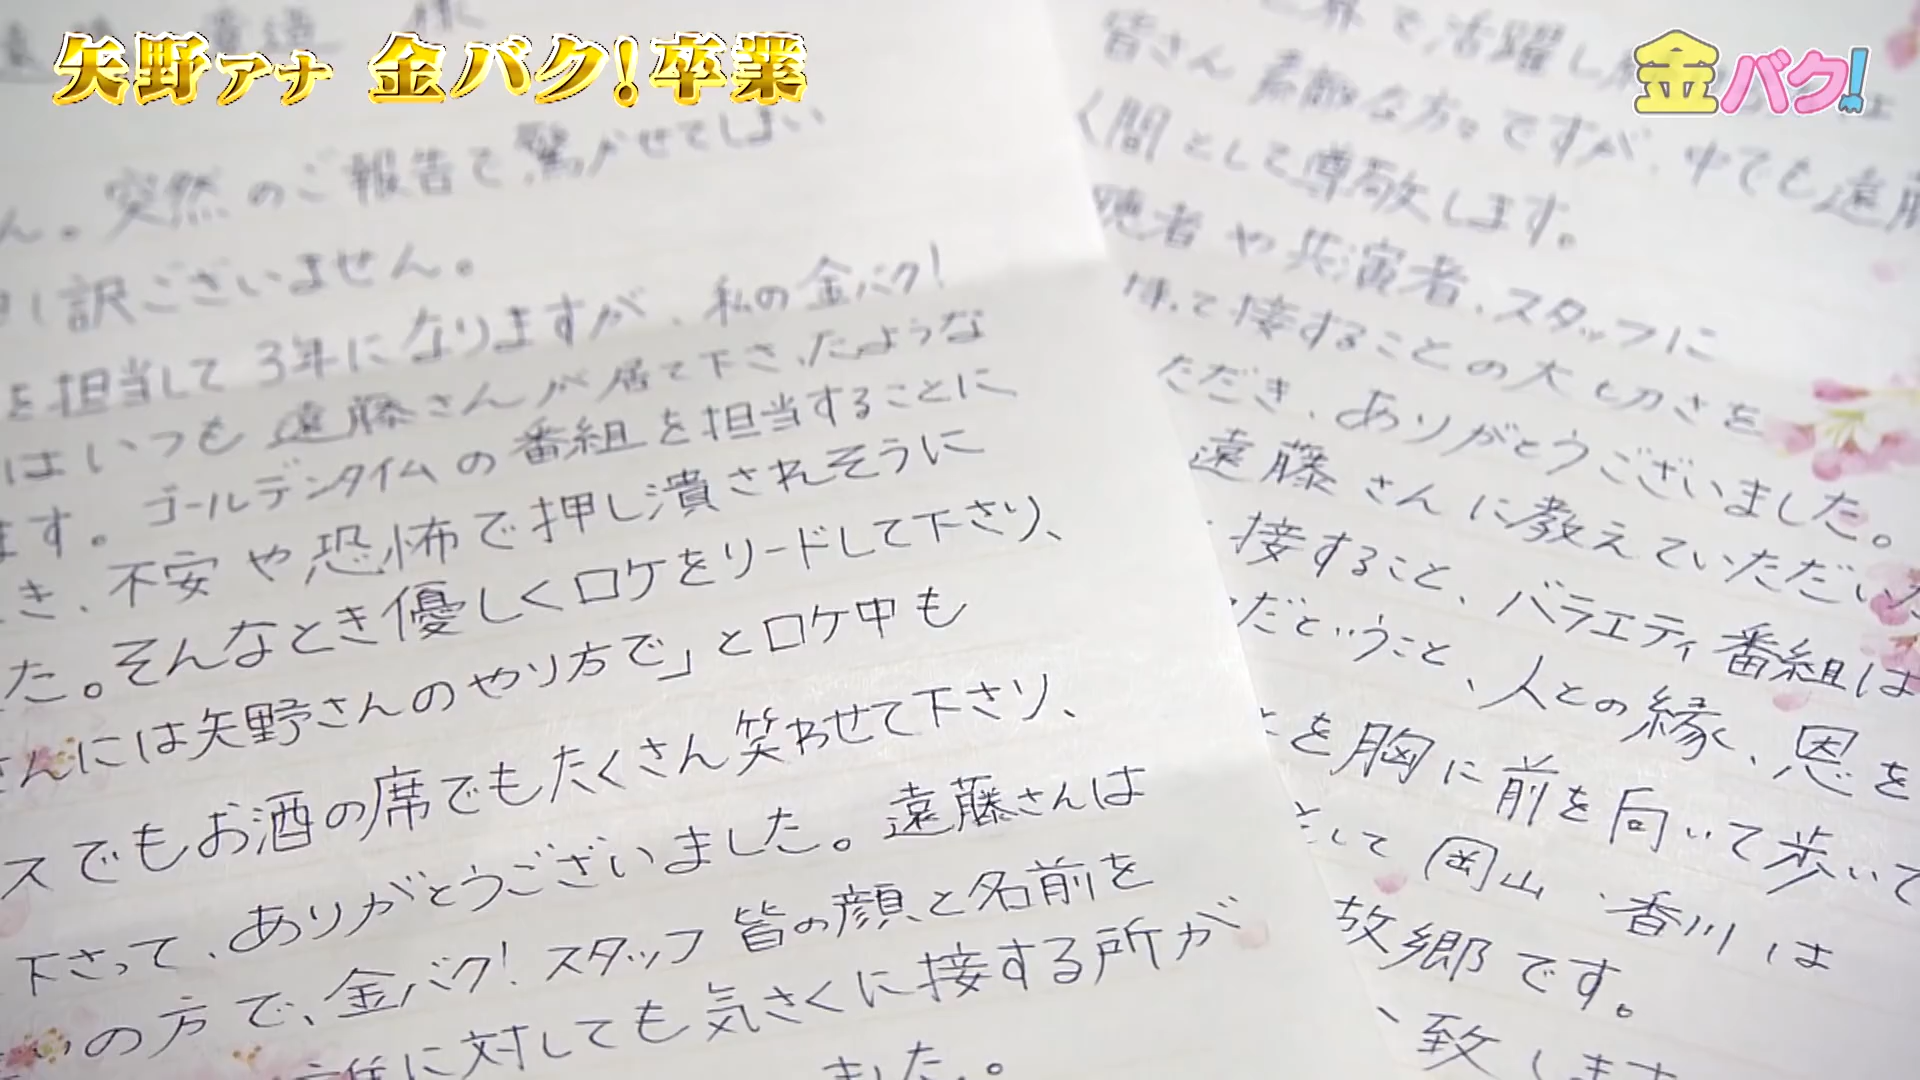 矢野アナ 金バク!卒業
金バク!
ん。突然のご報告で驚かせてしまい
し訳ございません。
を担当して3年になりますが、私の金バク!
はいつも遠藤さんが居て下さったような
ます。ゴールデンタイムの番組を担当することに
き、不安や恐怖で押し潰されそうに
た。そんなとき優しくロケをリードして下さり、
さんには矢野さんのやり方で」とロケ中も
スでもお酒の席でもたくさん笑わせて下さり、
下さって、ありがとうございました。遠藤さんは
の方で、金バク!スタッフ皆の顔と名前を
に対しても気さくに接する所が
ました。
で活躍し
皆さん素敵な方々ですが、中でも遠藤
人間として尊敬します。
聴者や共演者、スタッフに
持って接することの大切さを
ただき、ありがとうございました。
遠藤さんに教えていただいた
接すること、バラエティ番組は
だということ、人との縁、恩を
とを胸に前を向いて歩いて
そして岡山・香川は
故郷です。
致します